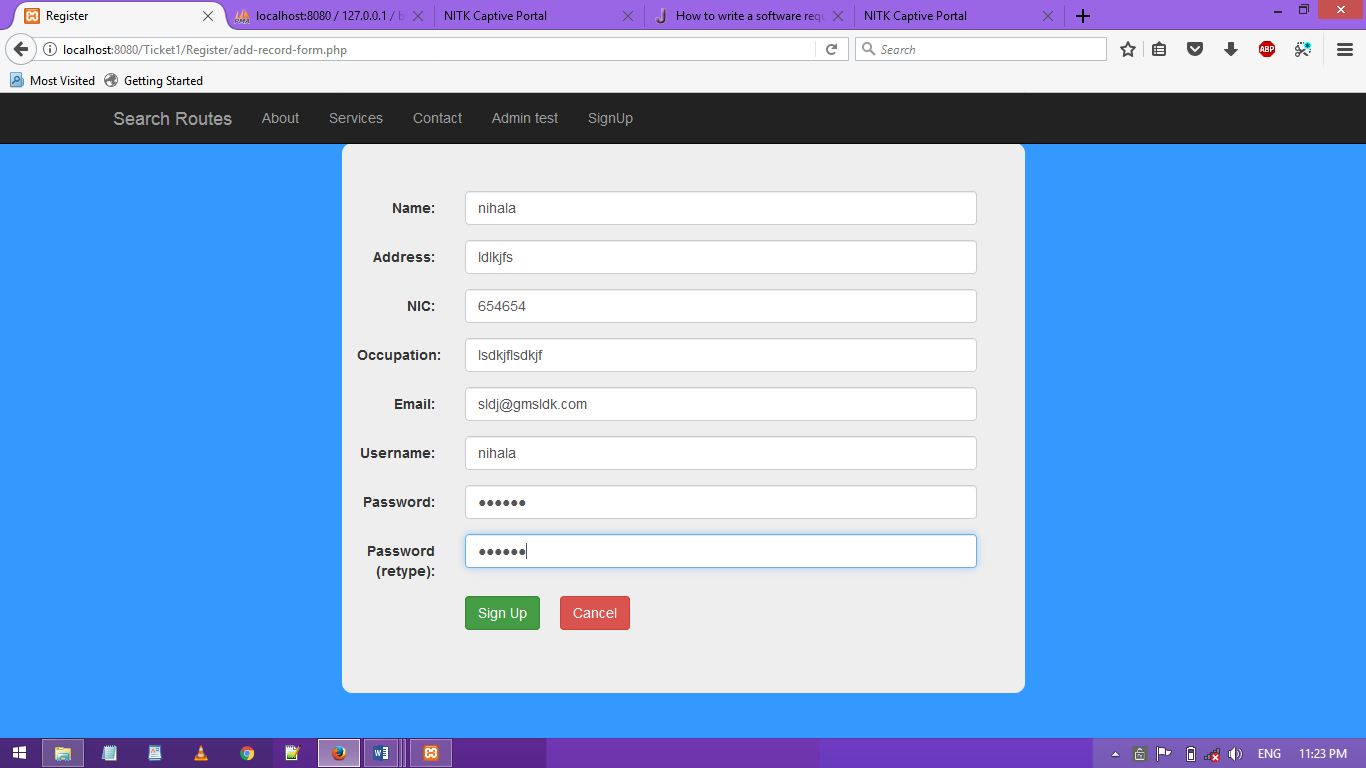 Register
localhost:8080 / 127.0.0.1 / b
NITK Captive Portal
How to write a software requ
NITK Captive Portal
localhost:8080/Ticket1/Register/add-record-form.php
Search
ABP
Most Visited
Getting Started
Search Routes
About
Services
Contact
Admin test
SignUp
Name:
nihala
Address:
ldlkjfs
NIC:
654654
Occupation:
lsdkjflsdkjf
Email:
sldj@gmsldk.com
Username:
nihala
Password:
●●●●●●
Password
(retype):
●●●●●●
Sign Up
Cancel
ENG
11:23 PM